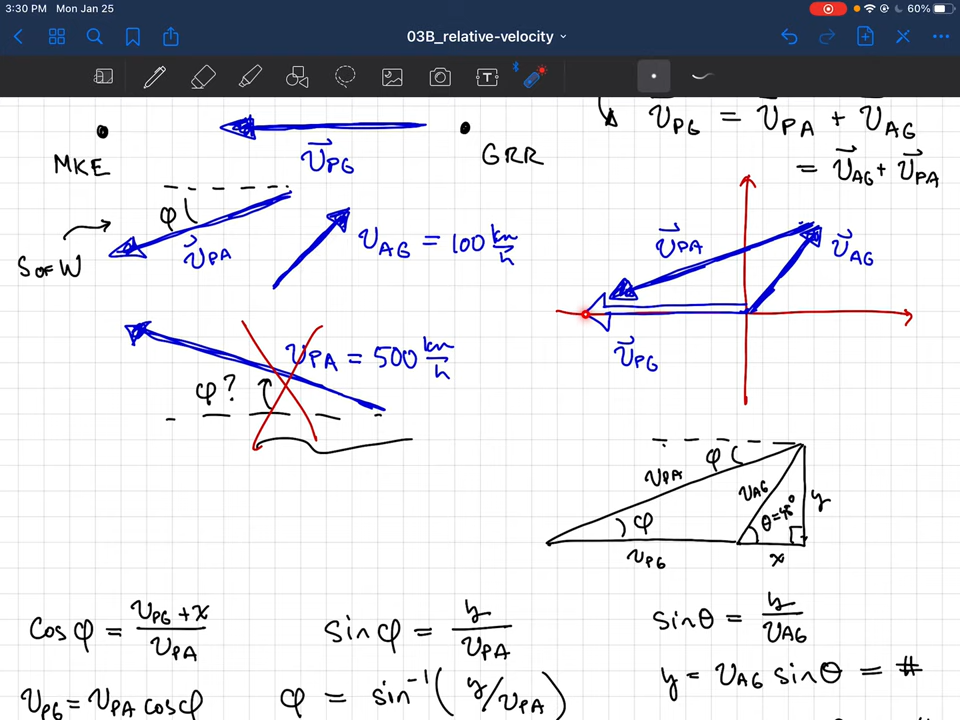 3:30 PM Mon Jan 25
60%
03B_relative-velocity
T
v⃗PG = v⃗PA + v⃗AG
= v⃗AG + v⃗PA
MKE
GRR
v⃗PG
φ
v⃗PA
S of W
vAG = 100 km/h
vPA = 500 km/h
φ?
v⃗PA
v⃗AG
v⃗PG
φ
vPA
vAG
y
φ
θ=48°
vPG
x
cos φ = (vPG + x)/vPA
sin φ = y/vPA
sin θ = y/vAG
vPG = vPA cos φ
φ = sin⁻¹(y/vPA)
y = vAG sin θ = #